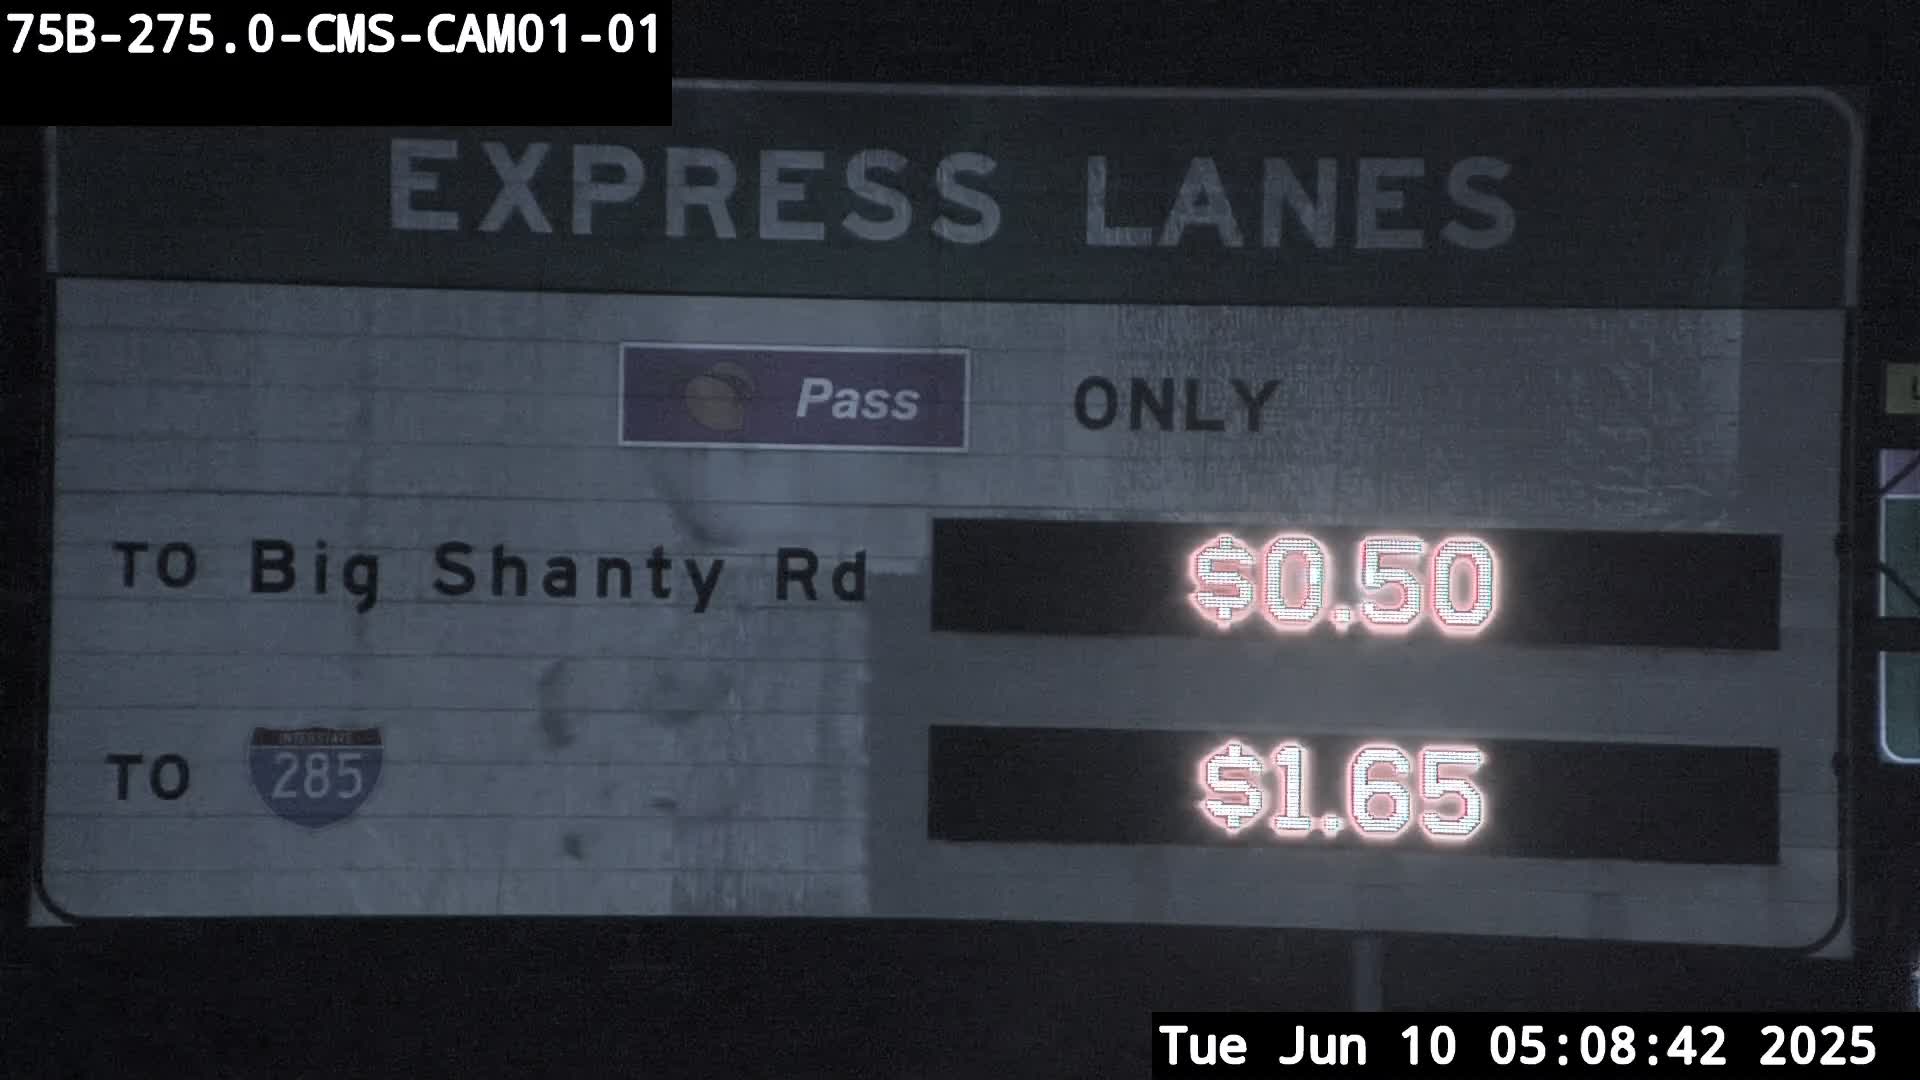 75B-275.0-CMS-CAM01-01
EXPRESS LANES
Pass ONLY
TO Big Shanty Rd $0.50
INTERSTATE
TO 285 $1.65
Tue Jun 10 05:08:42 2025